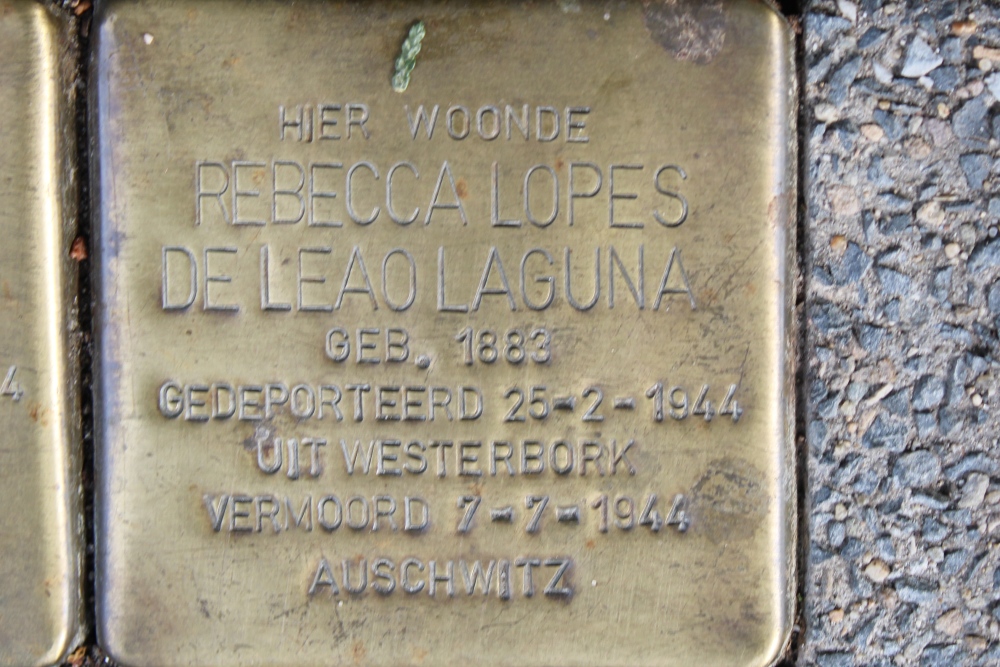 HIER WOONDE
REBECCA LOPES
DE LEAO LAGUNA
GEB. 1883
GEDEPORTEERD 25-2-1944
UIT WESTERBORK
VERMOORD 7-7-1944
AUSCHWITZ
4